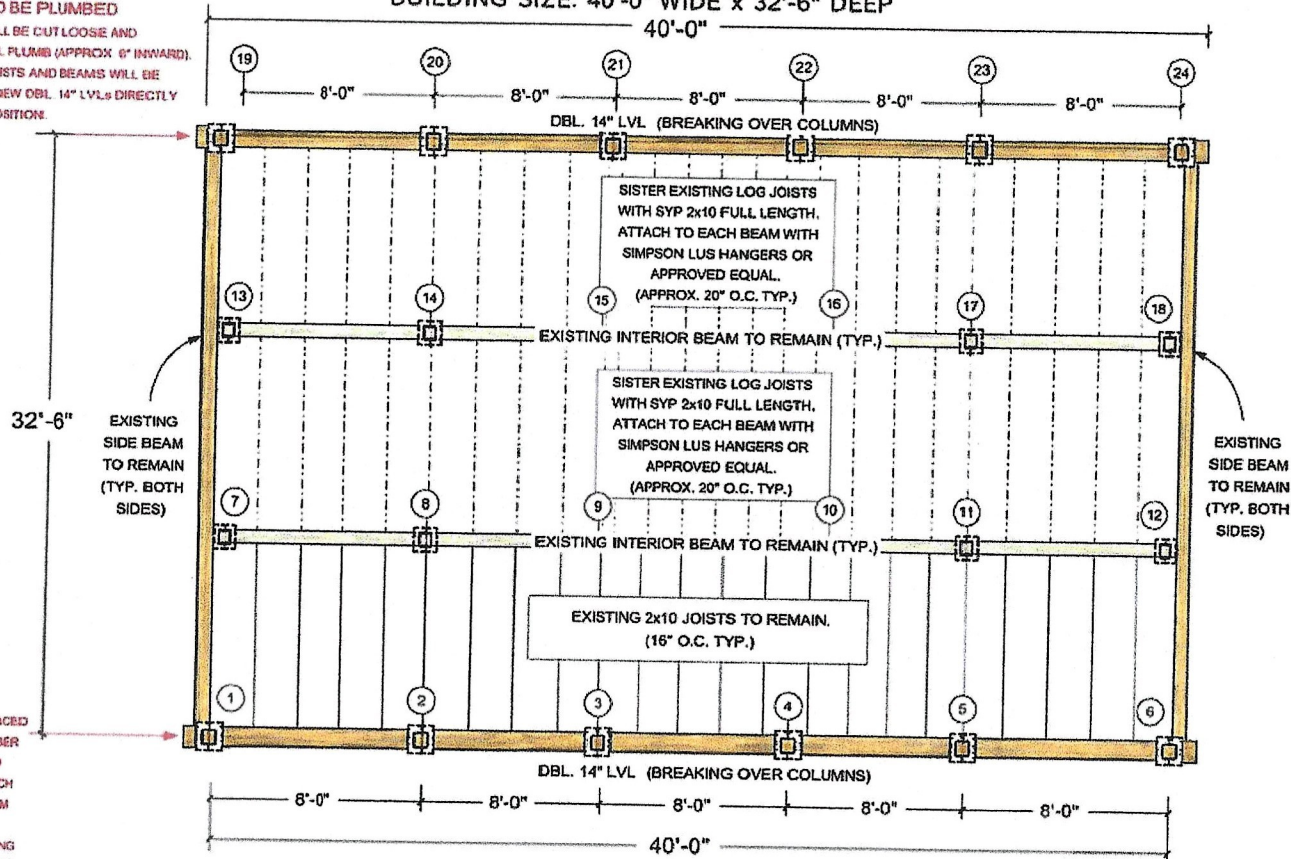 BE PLUMBED
BUILDING SIZE: 40'-0" WIDE x 32'-6" DEEP
BE CUT LOOSE AND
PLUMB (APPROX 6" INWARD).
AND BEAMS WILL BE
DBL. 14" LVLs DIRECTLY
40'-0"
19
20
21
22
23
24
8'-0"
8'-0"
8'-0"
8'-0"
8'-0"
DBL. 14" LVL (BREAKING OVER COLUMNS)
SISTER EXISTING LOG JOISTS
WITH SYP 2x10 FULL LENGTH.
ATTACH TO EACH BEAM WITH
SIMPSON LUS HANGERS OR
APPROVED EQUAL.
(APPROX. 20" O.C. TYP.)
13
14
15
16
17
18
EXISTING INTERIOR BEAM TO REMAIN (TYP.)
32'-6"
EXISTING
SIDE BEAM
TO REMAIN
(TYP. BOTH
SIDES)
SISTER EXISTING LOG JOISTS
WITH SYP 2x10 FULL LENGTH.
ATTACH TO EACH BEAM WITH
SIMPSON LUS HANGERS OR
APPROVED EQUAL.
(APPROX. 20" O.C. TYP.)
EXISTING
SIDE BEAM
TO REMAIN
(TYP. BOTH
SIDES)
7
8
9
10
11
12
EXISTING INTERIOR BEAM TO REMAIN (TYP.)
EXISTING 2x10 JOISTS TO REMAIN.
(16" O.C. TYP.)
1
2
3
4
5
6
DBL. 14" LVL (BREAKING OVER COLUMNS)
8'-0"
8'-0"
8'-0"
8'-0"
8'-0"
40'-0"